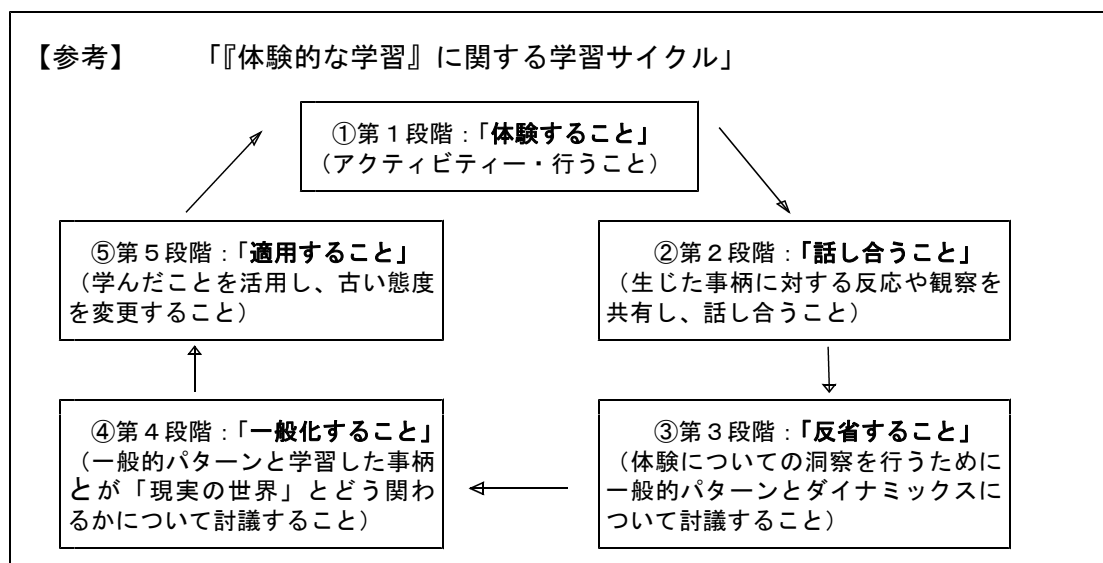 【参考】　「『体験的な学習』に関する学習サイクル」
①第１段階：「体験すること」
（アクティビティー・行うこと）
②第２段階：「話し合うこと」
（生じた事柄に対する反応や観察を
共有し、話し合うこと）
③第３段階：「反省すること」
（体験についての洞察を行うために
一般的パターンとダイナミックスに
ついて討議すること）
④第４段階：「一般化すること」
（一般的パターンと学習した事柄
とが「現実の世界」とどう関わ
るかについて討議すること）
⑤第５段階：「適用すること」
（学んだことを活用し、古い態度
を変更すること）